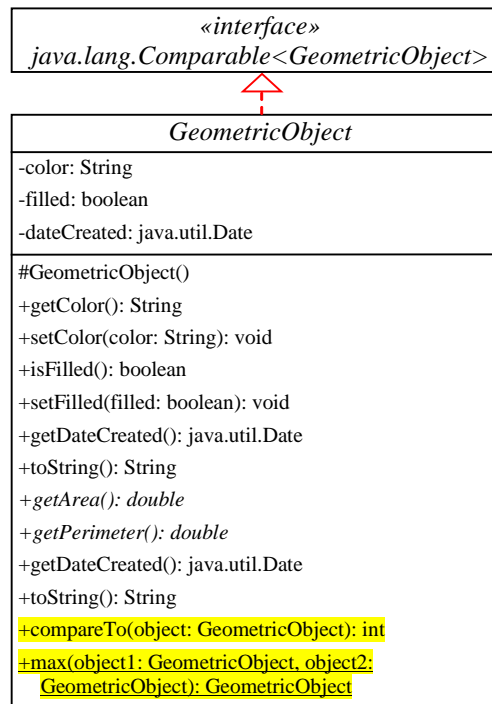 «interface»
java.lang.Comparable<GeometricObject>
GeometricObject
-color: String
-filled: boolean
-dateCreated: java.util.Date
#GeometricObject()
+getColor(): String
+setColor(color: String): void
+isFilled(): boolean
+setFilled(filled: boolean): void
+getDateCreated(): java.util.Date
+toString(): String
+getArea(): double
+getPerimeter(): double
+getDateCreated(): java.util.Date
+toString(): String
+compareTo(object: GeometricObject): int
+max(object1: GeometricObject, object2:
GeometricObject): GeometricObject